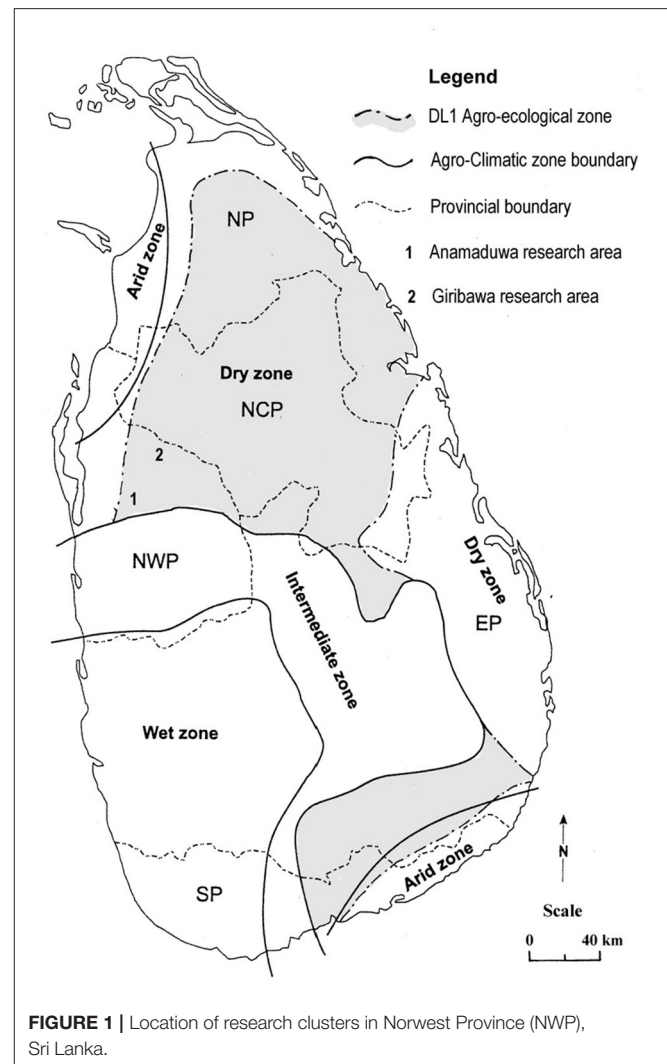 Legend
DL1 Agro-ecological zone
Agro-Climatic zone boundary
Provincial boundary
1 Anamaduwa research area
2 Giribawa research area
NP
Arid zone
Dry zone
NCP
2
1
NWP
Intermediate zone
Dry zone
EP
Wet zone
Arid zone
SP
N
Scale
0 40 km
FIGURE 1 | Location of research clusters in Norwest Province (NWP),
Sri Lanka.